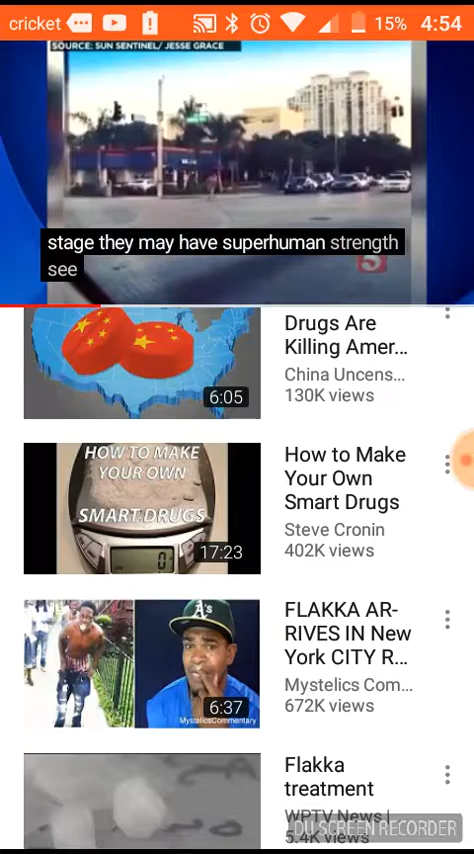 cricket 15% 4:54
SOURCE: SUN SENTINEL/ JESSE GRACE
stage they may have superhuman strength
see
5
Drugs Are
Killing Amer...
China Uncens...
130K views
6:05
HOW TO MAKE
YOUR OWN
SMART DRUGS
17:23
How to Make
Your Own
Smart Drugs
Steve Cronin
402K views
A's
6:37
MystelicsCommentary
FLAKKA AR-
RIVES IN New
York CITY R...
Mystelics Com...
672K views
Flakka
treatment
WPTV News |...
5.4K views
DU SCREEN RECORDER